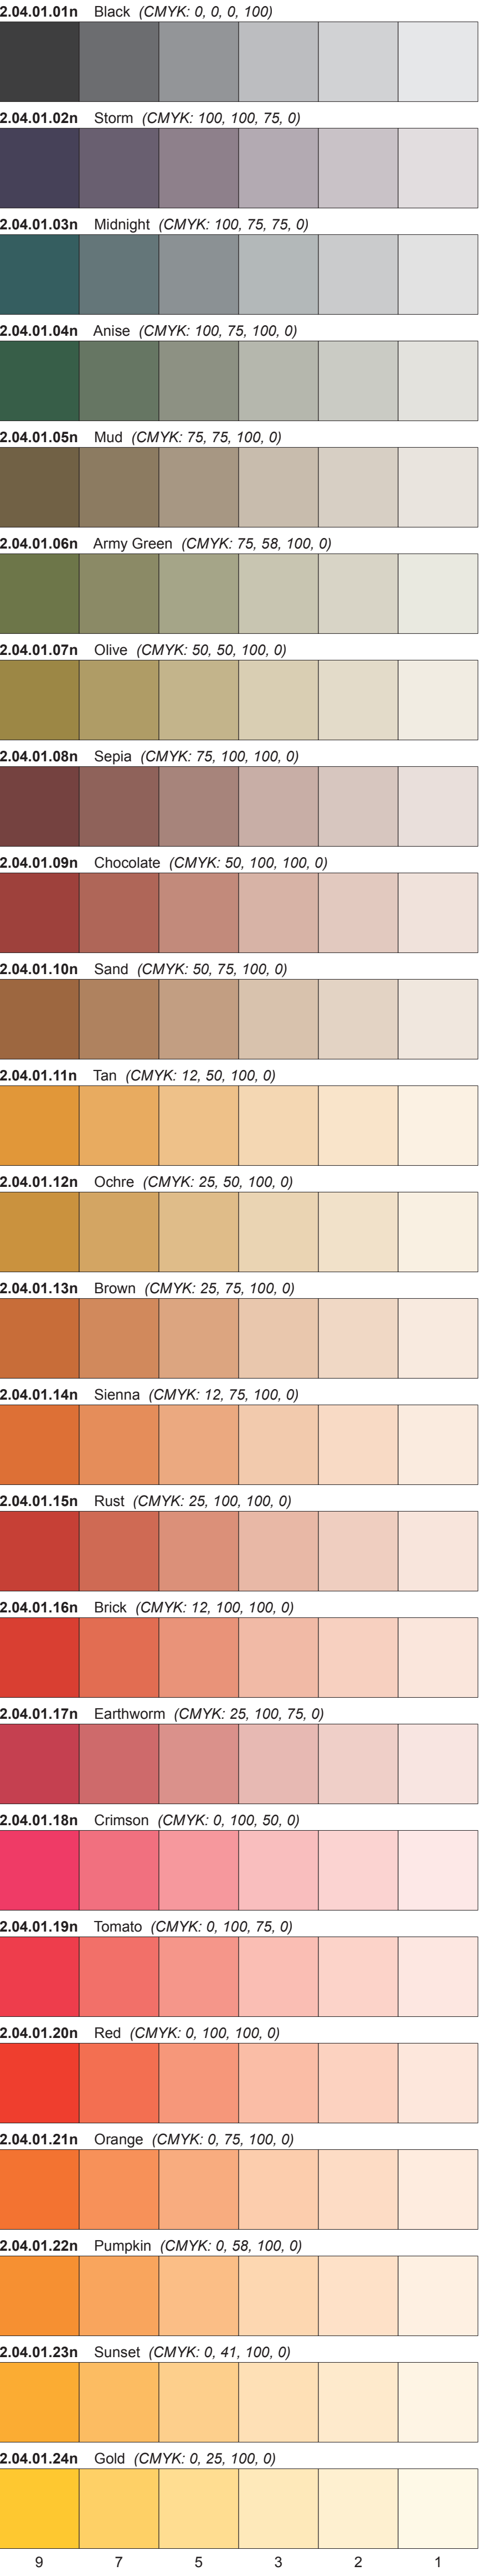 2.04.01.01n Black (CMYK: 0, 0, 0, 100)
2.04.01.02n Storm (CMYK: 100, 100, 75, 0)
2.04.01.03n Midnight (CMYK: 100, 75, 75, 0)
2.04.01.04n Anise (CMYK: 100, 75, 100, 0)
2.04.01.05n Mud (CMYK: 75, 75, 100, 0)
2.04.01.06n Army Green (CMYK: 75, 58, 100, 0)
2.04.01.07n Olive (CMYK: 50, 50, 100, 0)
2.04.01.08n Sepia (CMYK: 75, 100, 100, 0)
2.04.01.09n Chocolate (CMYK: 50, 100, 100, 0)
2.04.01.10n Sand (CMYK: 50, 75, 100, 0)
2.04.01.11n Tan (CMYK: 12, 50, 100, 0)
2.04.01.12n Ochre (CMYK: 25, 50, 100, 0)
2.04.01.13n Brown (CMYK: 25, 75, 100, 0)
2.04.01.14n Sienna (CMYK: 12, 75, 100, 0)
2.04.01.15n Rust (CMYK: 25, 100, 100, 0)
2.04.01.16n Brick (CMYK: 12, 100, 100, 0)
2.04.01.17n Earthworm (CMYK: 25, 100, 75, 0)
2.04.01.18n Crimson (CMYK: 0, 100, 50, 0)
2.04.01.19n Tomato (CMYK: 0, 100, 75, 0)
2.04.01.20n Red (CMYK: 0, 100, 100, 0)
2.04.01.21n Orange (CMYK: 0, 75, 100, 0)
2.04.01.22n Pumpkin (CMYK: 0, 58, 100, 0)
2.04.01.23n Sunset (CMYK: 0, 41, 100, 0)
2.04.01.24n Gold (CMYK: 0, 25, 100, 0)
9 7 5 3 2 1